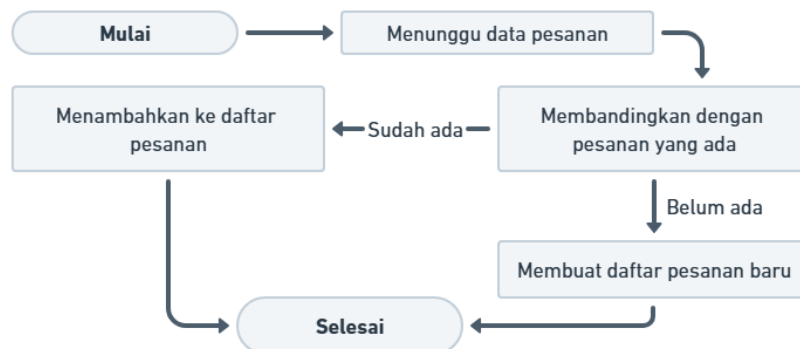 Mulai
Menunggu data pesanan
Menambahkan ke daftar
pesanan
Sudah ada
Membandingkan dengan
pesanan yang ada
Belum ada
Membuat daftar pesanan baru
Selesai